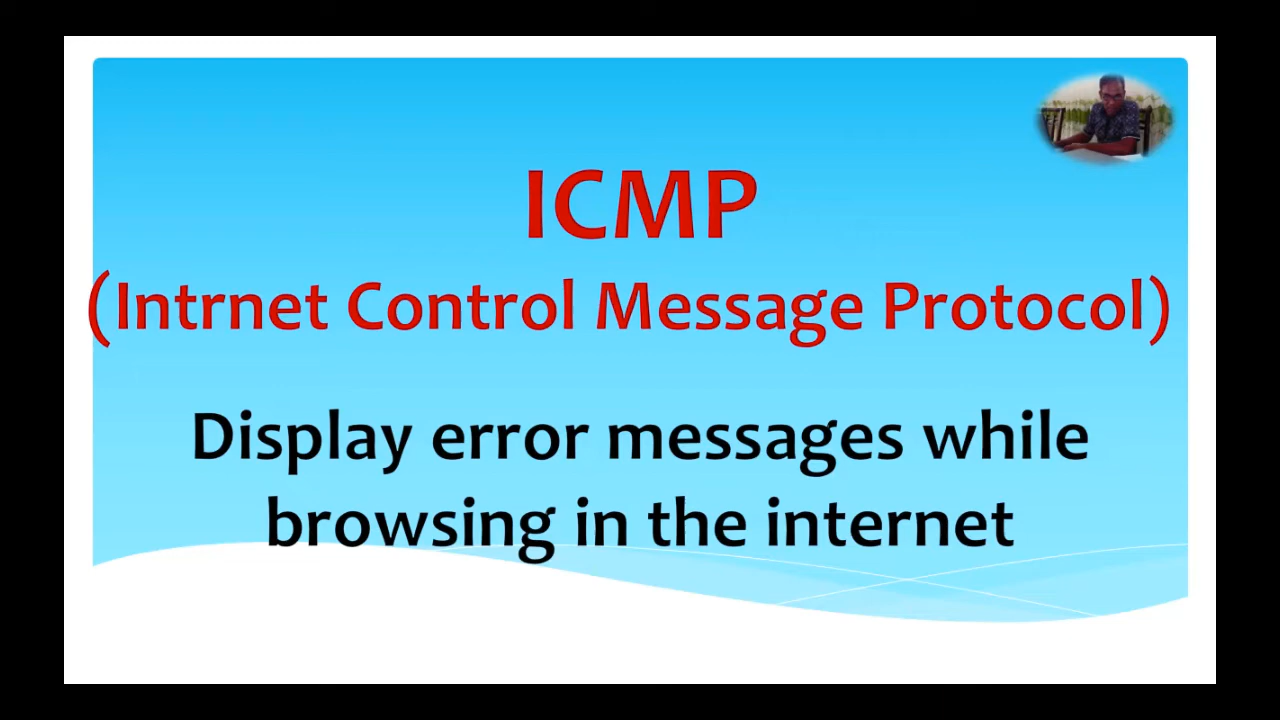 ICMP
(Intrnet Control Message Protocol)
Display error messages while
browsing in the internet